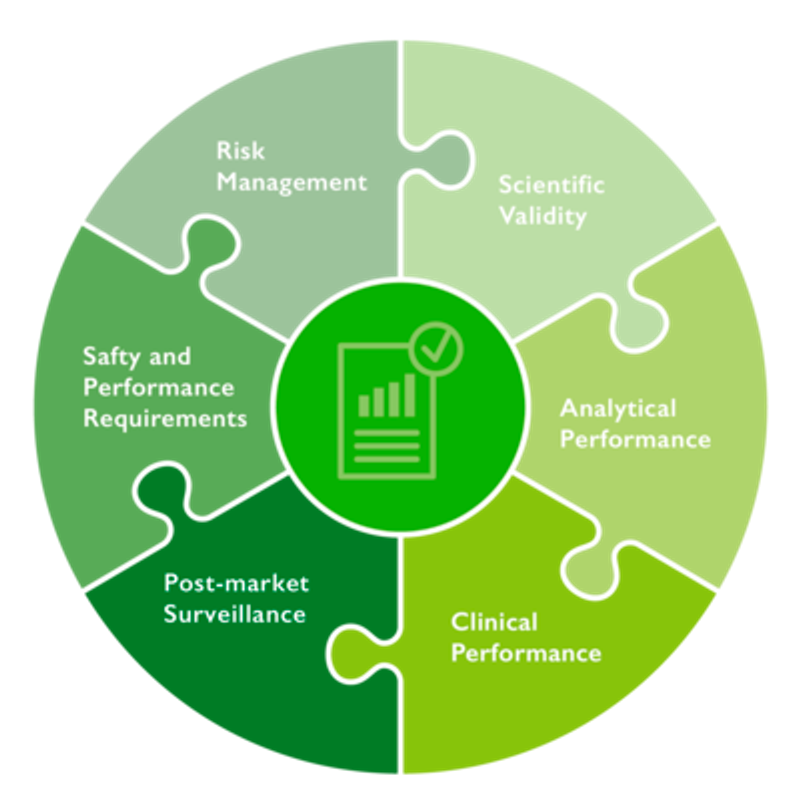 Risk
Management
Scientific
Validity
Safty and
Performance
Requirements
Analytical
Performance
Post-market
Surveillance
Clinical
Performance